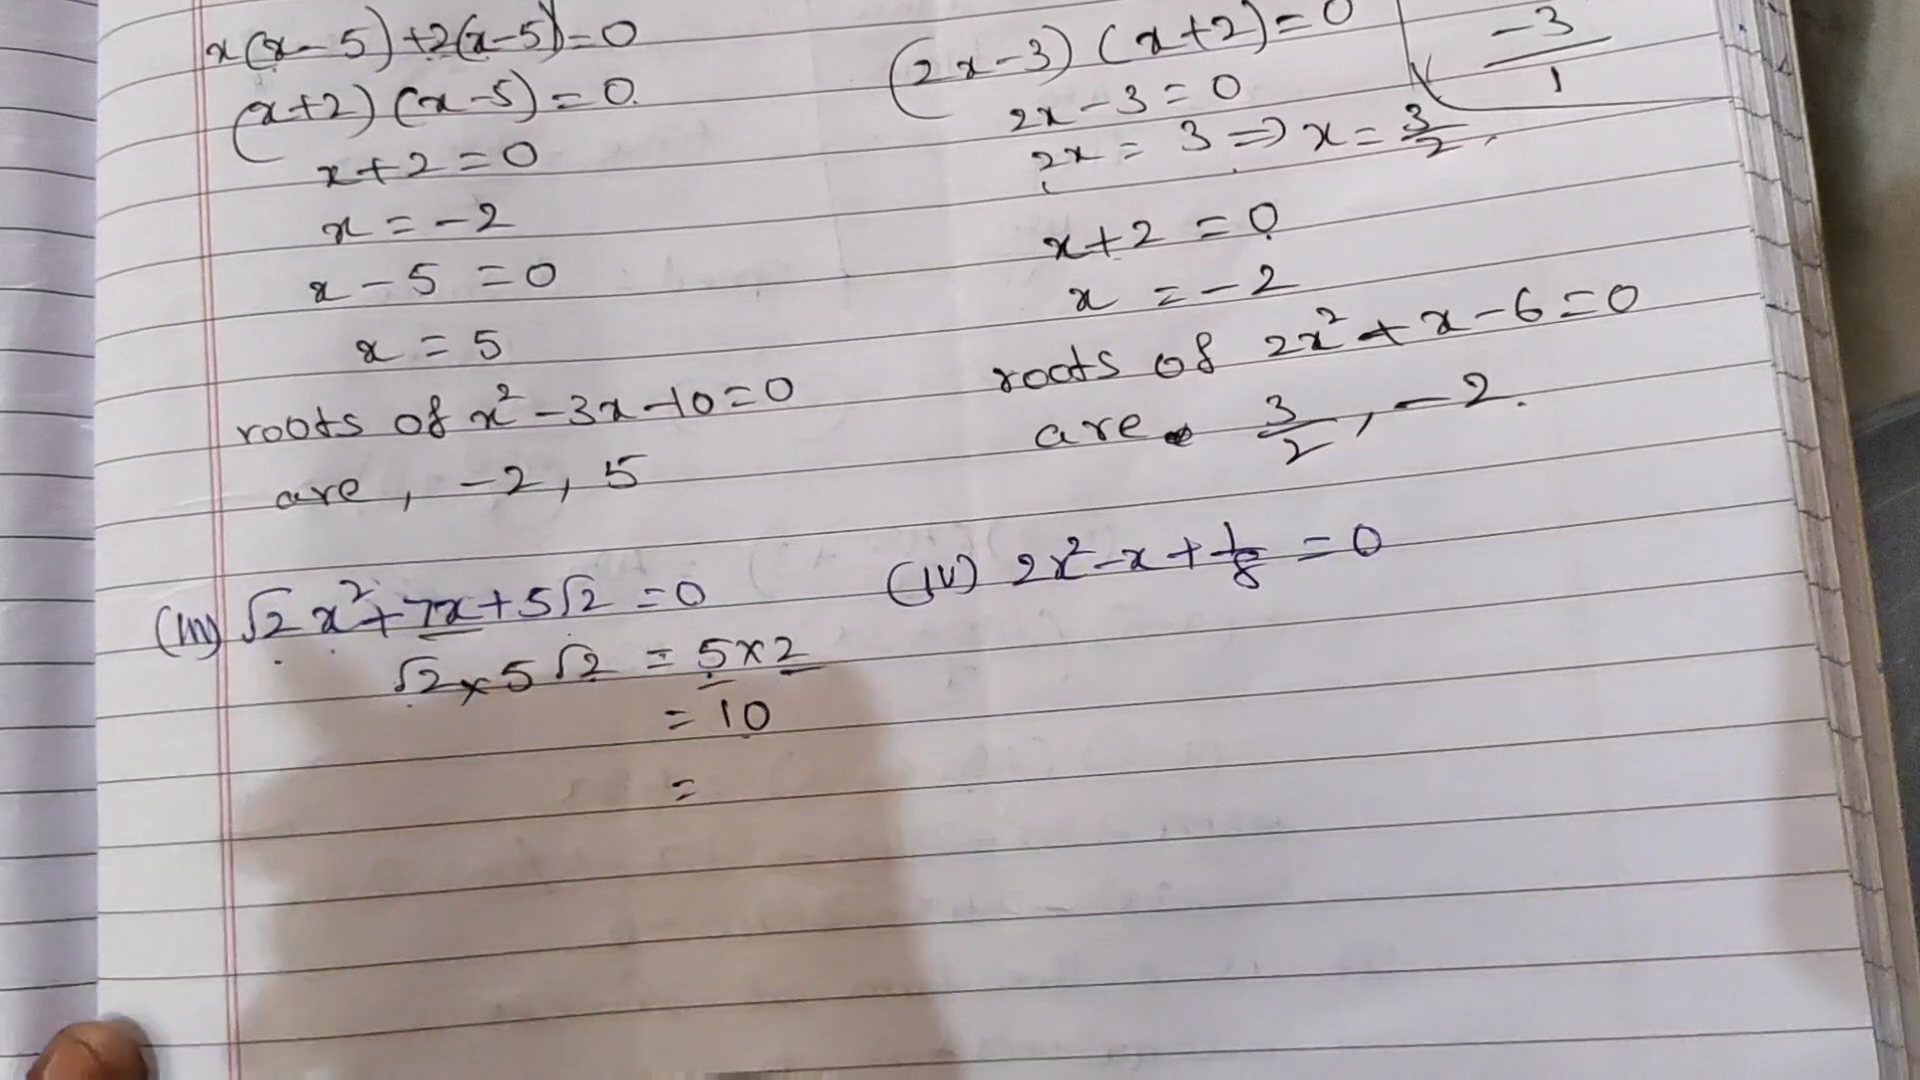 x(x-5)+2(x-5)=0
(x+2)(x-5)=0.
x+2=0
x=-2
x-5=0
x=5
roots of x²-3x-10=0
are, -2, 5
(2x-3)(x+2)=0
2x-3=0
2x=3⇒x=3/2,
x+2=0
x=-2
roots of 2x²+x-6=0
are 3/2, -2.
-3/1
(iii) √2x²+7x+5√2=0
√2×5√2=5×2
=10
=
(iv) 2x²-x+1/8=0